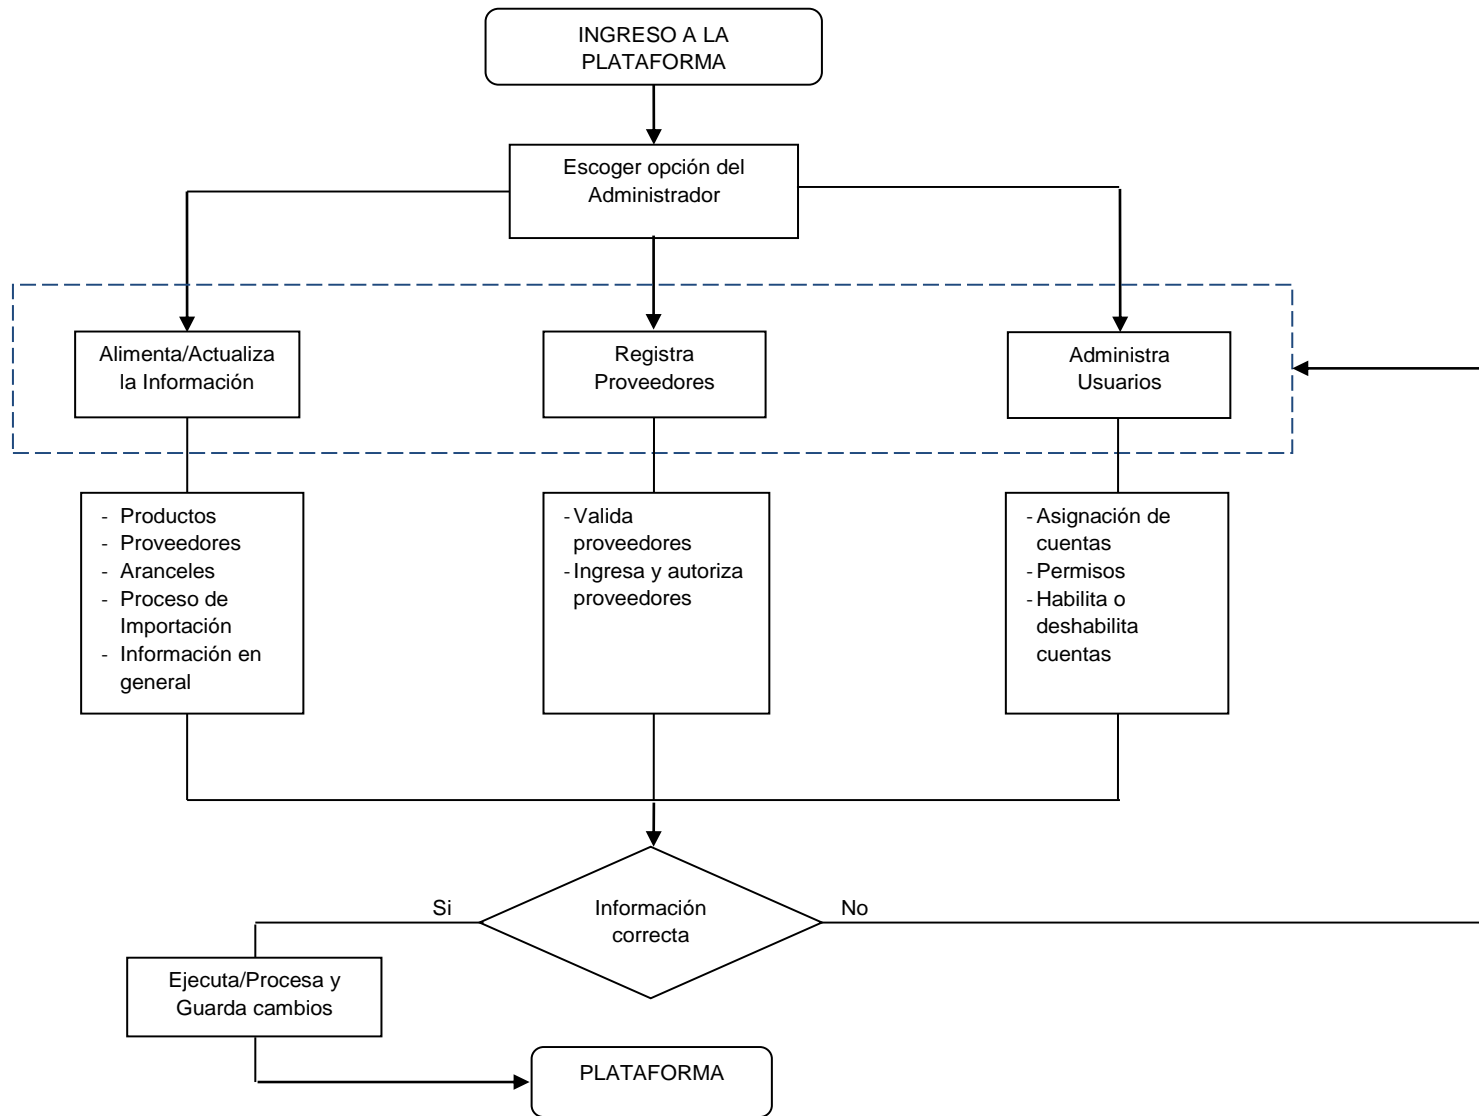 INGRESO A LA
PLATAFORMA
Escoger opción del
Administrador
Alimenta/Actualiza
la Información
Registra
Proveedores
Administra
Usuarios
- Productos
- Proveedores
- Aranceles
- Proceso de
Importación
- Información en
general
- Valida
proveedores
- Ingresa y autoriza
proveedores
- Asignación de
cuentas
- Permisos
- Habilita o
deshabilita
cuentas
Si
Información
correcta
No
Ejecuta/Procesa y
Guarda cambios
PLATAFORMA